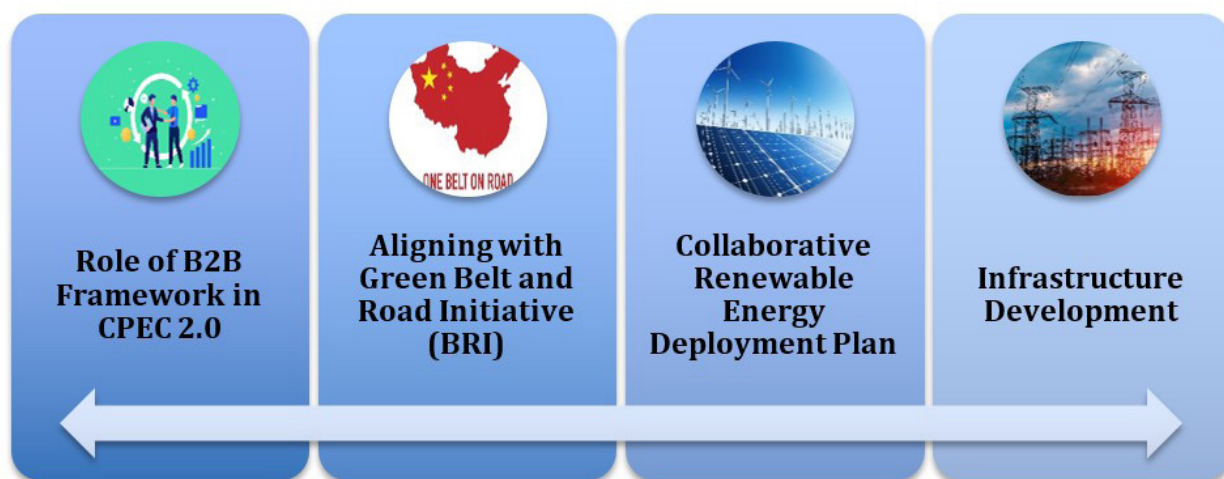 ONE BELT ON ROAD
Role of B2B
Framework in
CPEC 2.0
Aligning with
Green Belt and
Road Initiative
(BRI)
Collaborative
Renewable
Energy
Deployment Plan
Infrastructure
Development